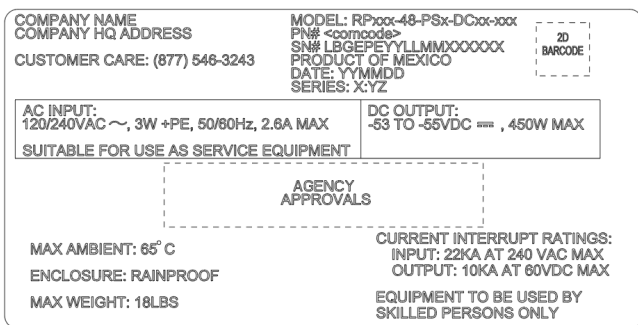 COMPANY NAME
COMPANY HQ ADDRESS
CUSTOMER CARE: (877) 546-3243
MODEL: RPxxx-48-PSx-DCxx-xxx
PN# <comcode>
SN# LBGEPEYYLLMMXXXXXX
PRODUCT OF MEXICO
DATE: YYMMDD
SERIES: X:YZ
2D
BARCODE
AC INPUT:
120/240VAC ∼, 3W +PE, 50/60Hz, 2.6A MAX
SUITABLE FOR USE AS SERVICE EQUIPMENT
DC OUTPUT:
-53 TO -55VDC ⎓ , 450W MAX
AGENCY
APPROVALS
MAX AMBIENT: 65° C
ENCLOSURE: RAINPROOF
MAX WEIGHT: 18LBS
CURRENT INTERRUPT RATINGS:
INPUT: 22KA AT 240 VAC MAX
OUTPUT: 10KA AT 60VDC MAX
EQUIPMENT TO BE USED BY
SKILLED PERSONS ONLY